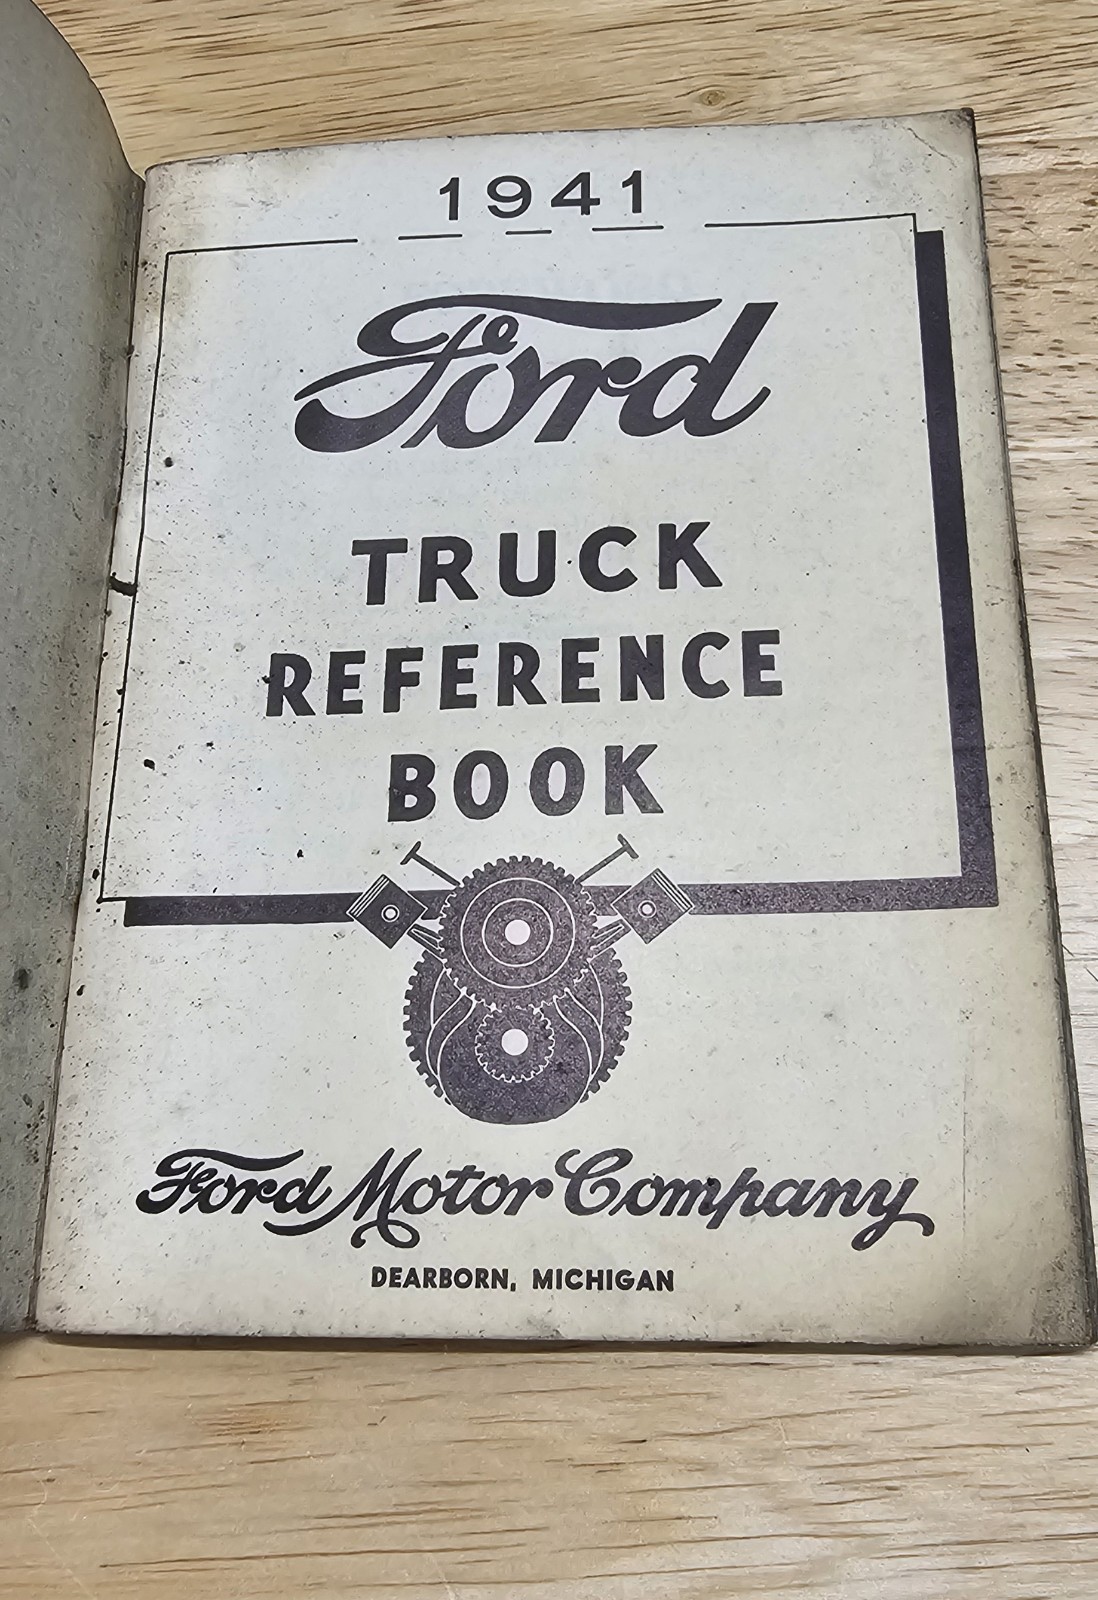 1941
Ford
TRUCK
REFERENCE
BOOK
Ford Motor Company
DEARBORN, MICHIGAN